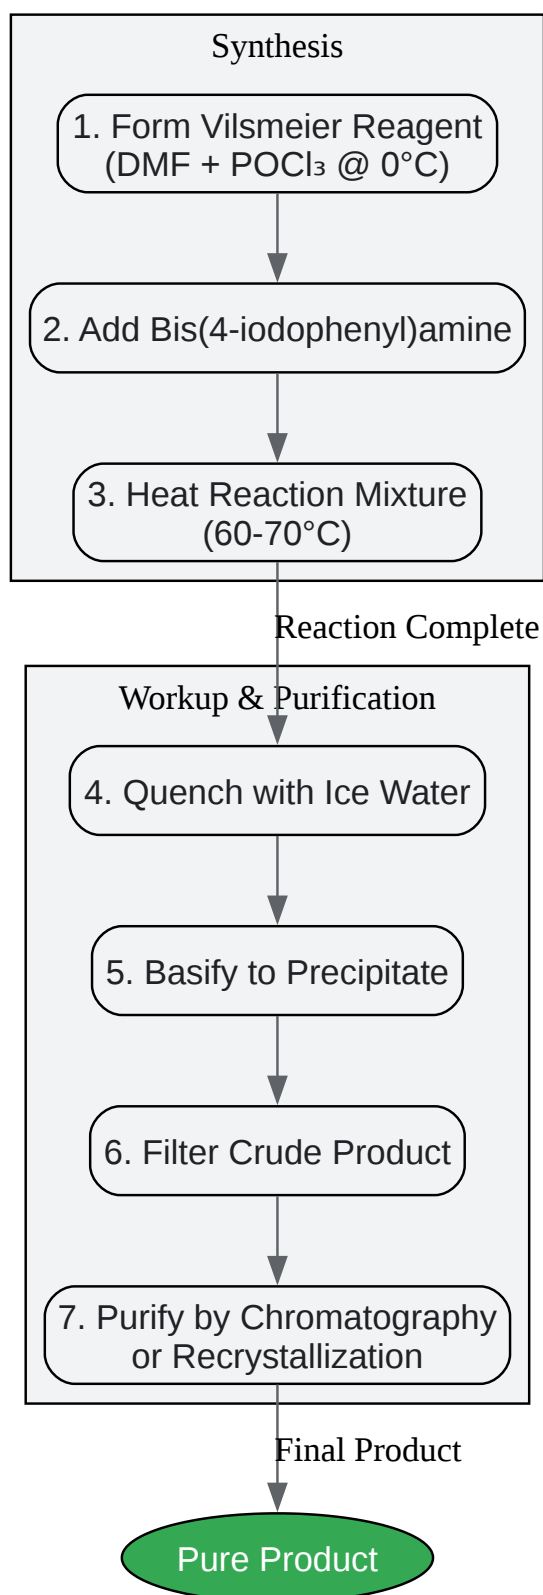 Synthesis
1. Form Vilsmeier Reagent
(DMF + POCl₃ @ 0°C)
2. Add Bis(4-iodophenyl)amine
3. Heat Reaction Mixture
(60-70°C)
Reaction Complete
Workup & Purification
4. Quench with Ice Water
5. Basify to Precipitate
6. Filter Crude Product
7. Purify by Chromatography
or Recrystallization
Final Product
Pure Product